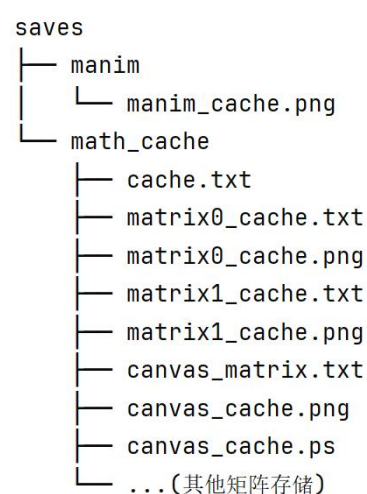 saves
├── manim
│   └── manim_cache.png
└── math_cache
    ├── cache.txt
    ├── matrix0_cache.txt
    ├── matrix0_cache.png
    ├── matrix1_cache.txt
    ├── matrix1_cache.png
    ├── canvas_matrix.txt
    ├── canvas_cache.png
    ├── canvas_cache.ps
    └── ...(其他矩阵存储)